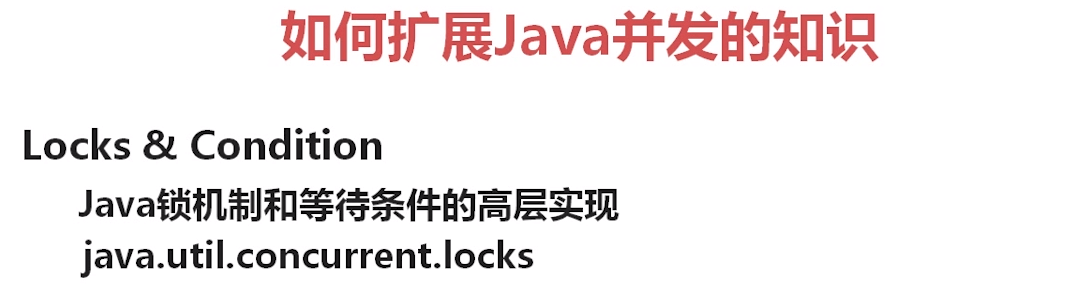 如何扩展Java并发的知识
Locks & Condition
Java锁机制和等待条件的高层实现
java.util.concurrent.locks